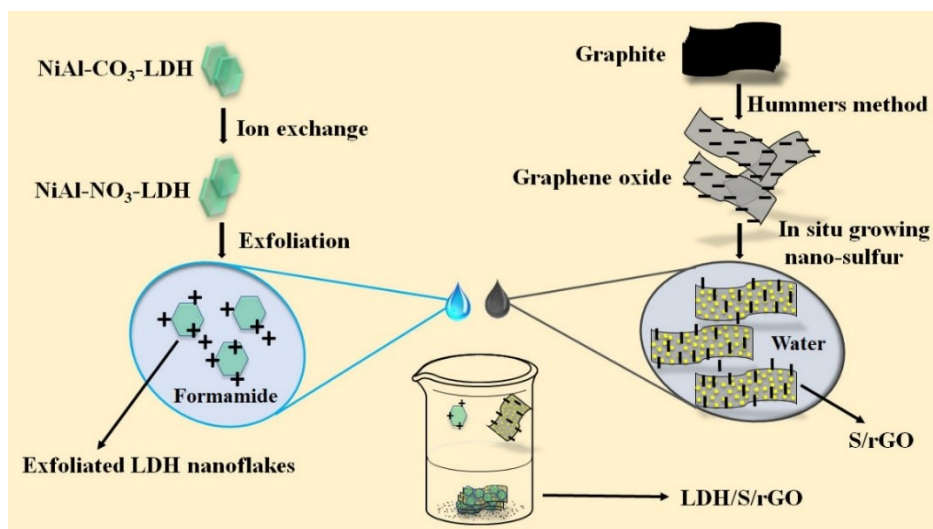 NiAl-CO₃-LDH
Ion exchange
NiAl-NO₃-LDH
Exfoliation
Formamide
Exfoliated LDH nanoflakes
Graphite
Hummers method
Graphene oxide
In situ growing
nano-sulfur
Water
S/rGO
LDH/S/rGO